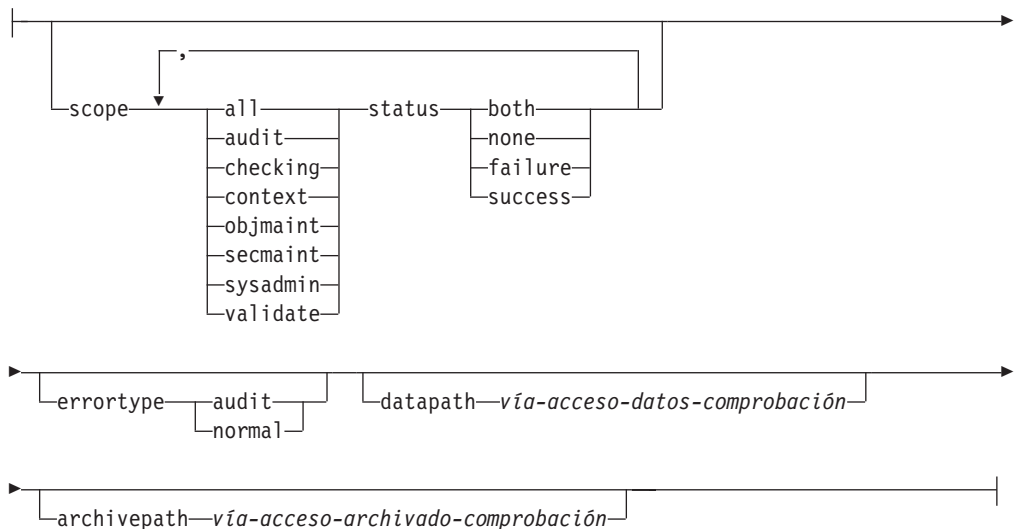 ,
scope all status both
audit none
checking failure
context success
objmaint
secmaint
sysadmin
validate
errortype audit datapath vía-acceso-datos-comprobación
normal
archivepath vía-acceso-archivado-comprobación